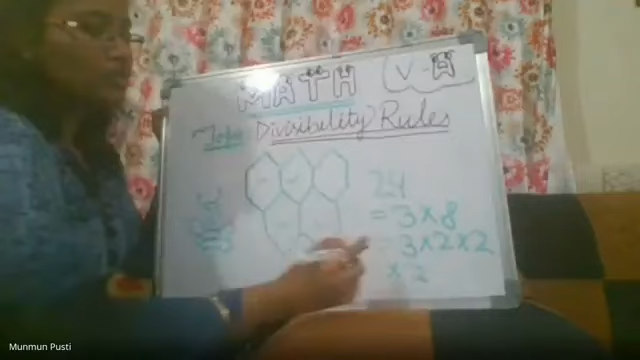 MATH
V A
Divisibility Rules
24
= 3 × 8
= 3 × 2 × 2
× 2
Munmun Pusti